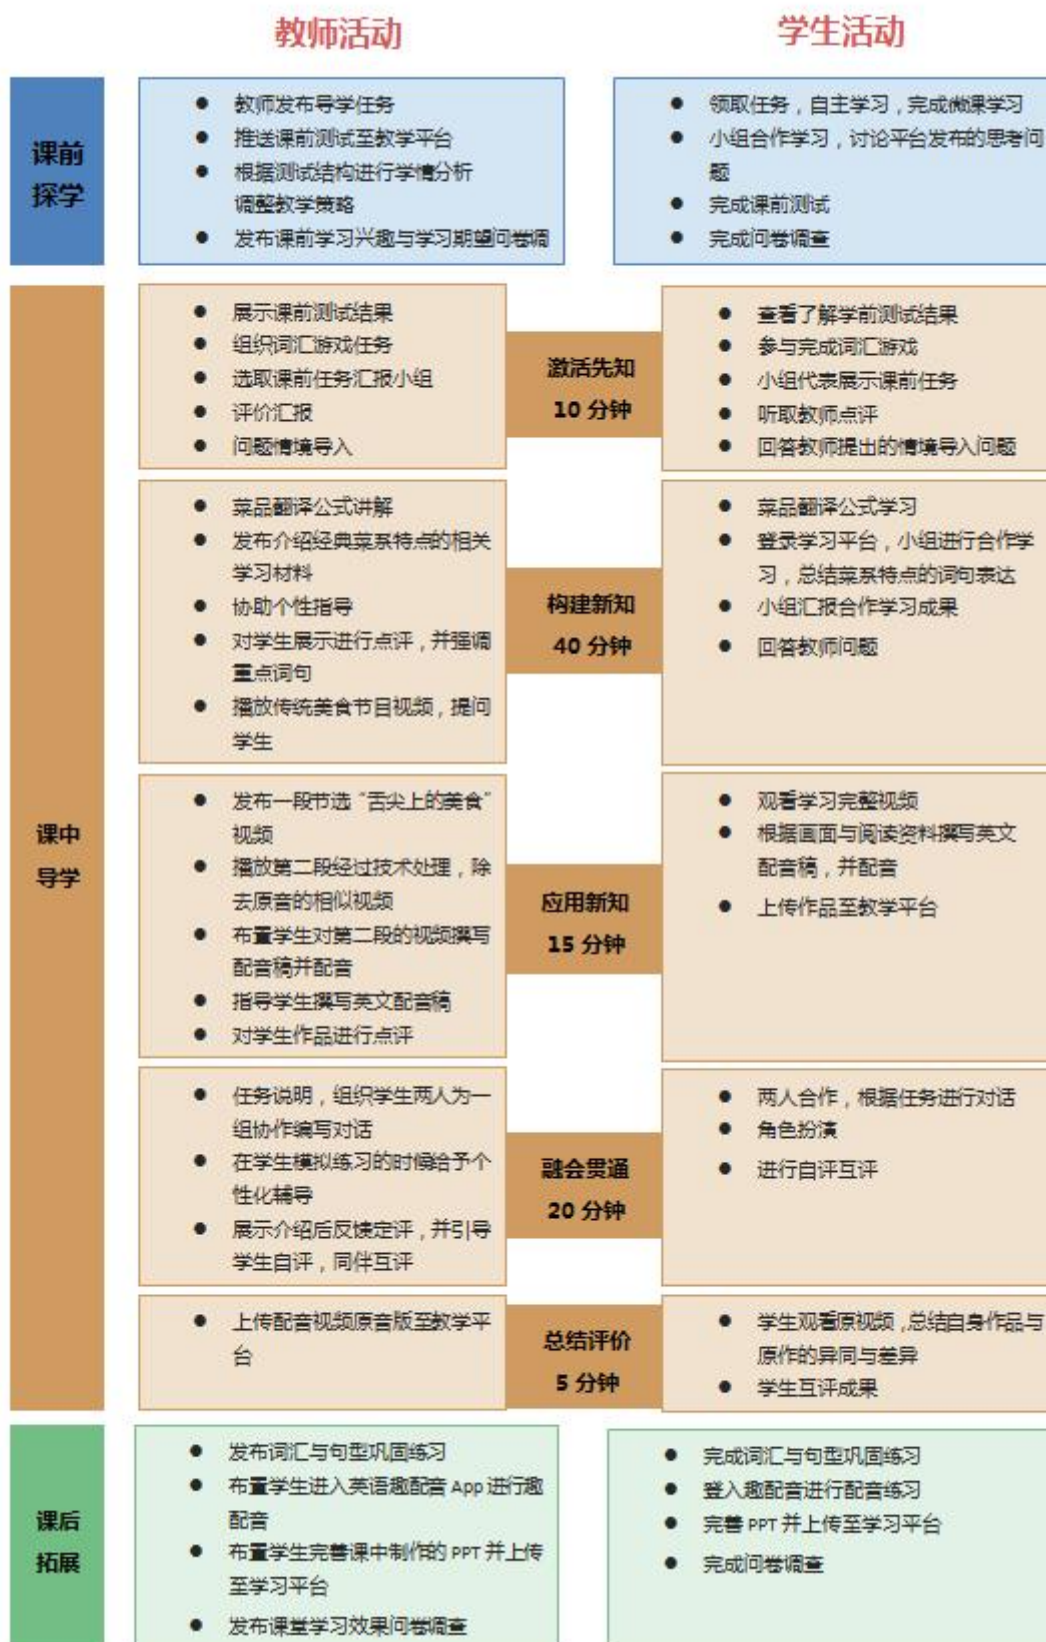 教师活动
学生活动
课前
探学
● 教师发布导学任务
● 推送课前测试至教学平台
● 根据测试结构进行学情分析
调整教学策略
● 发布课前学习兴趣与学习期望问卷调
● 领取任务，自主学习，完成微课学习
● 小组合作学习，讨论平台发布的思考问
题
● 完成课前测试
● 完成问卷调查
课中
导学
● 展示课前测试结果
● 组织词汇游戏任务
● 选取课前任务汇报小组
● 评价汇报
● 问题情境导入
激活先知
10 分钟
● 查看了解学前测试结果
● 参与完成词汇游戏
● 小组代表展示课前任务
● 听取教师点评
● 回答教师提出的情境导入问题
● 菜品翻译公式讲解
● 发布介绍经典菜系特点的相关
学习材料
● 协助个性指导
● 对学生展示进行点评，并强调
重点词句
● 播放传统美食节目视频，提问
学生
构建新知
40 分钟
● 菜品翻译公式学习
● 登录学习平台，小组进行合作学
习，总结菜系特点的词句表达
● 小组汇报合作学习成果
● 回答教师问题
● 发布一段节选“舌尖上的美食”
视频
● 播放第二段经过技术处理，除
去原音的相似视频
● 布置学生对第二段的视频撰写
配音稿并配音
● 指导学生撰写英文配音稿
● 对学生作品进行点评
应用新知
15 分钟
● 观看学习完整视频
● 根据画面与阅读资料撰写英文
配音稿，并配音
● 上传作品至教学平台
● 任务说明，组织学生两人为一
组协作编写对话
● 在学生模拟练习的时候给予个
性化辅导
● 展示介绍后反馈定评，并引导
学生自评，同伴互评
融会贯通
20 分钟
● 两人合作，根据任务进行对话
● 角色扮演
● 进行自评互评
● 上传配音视频原音版至教学平
台
总结评价
5 分钟
● 学生观看原视频，总结自身作品与
原作的异同与差异
● 学生互评成果
课后
拓展
● 发布词汇与句型巩固练习
● 布置学生进入英语趣配音 App 进行趣
配音
● 布置学生完善课中制作的 PPT 并上传
至学习平台
● 发布课堂学习效果问卷调查
● 完成词汇与句型巩固练习
● 登入趣配音进行配音练习
● 完善 PPT 并上传至学习平台
● 完成问卷调查